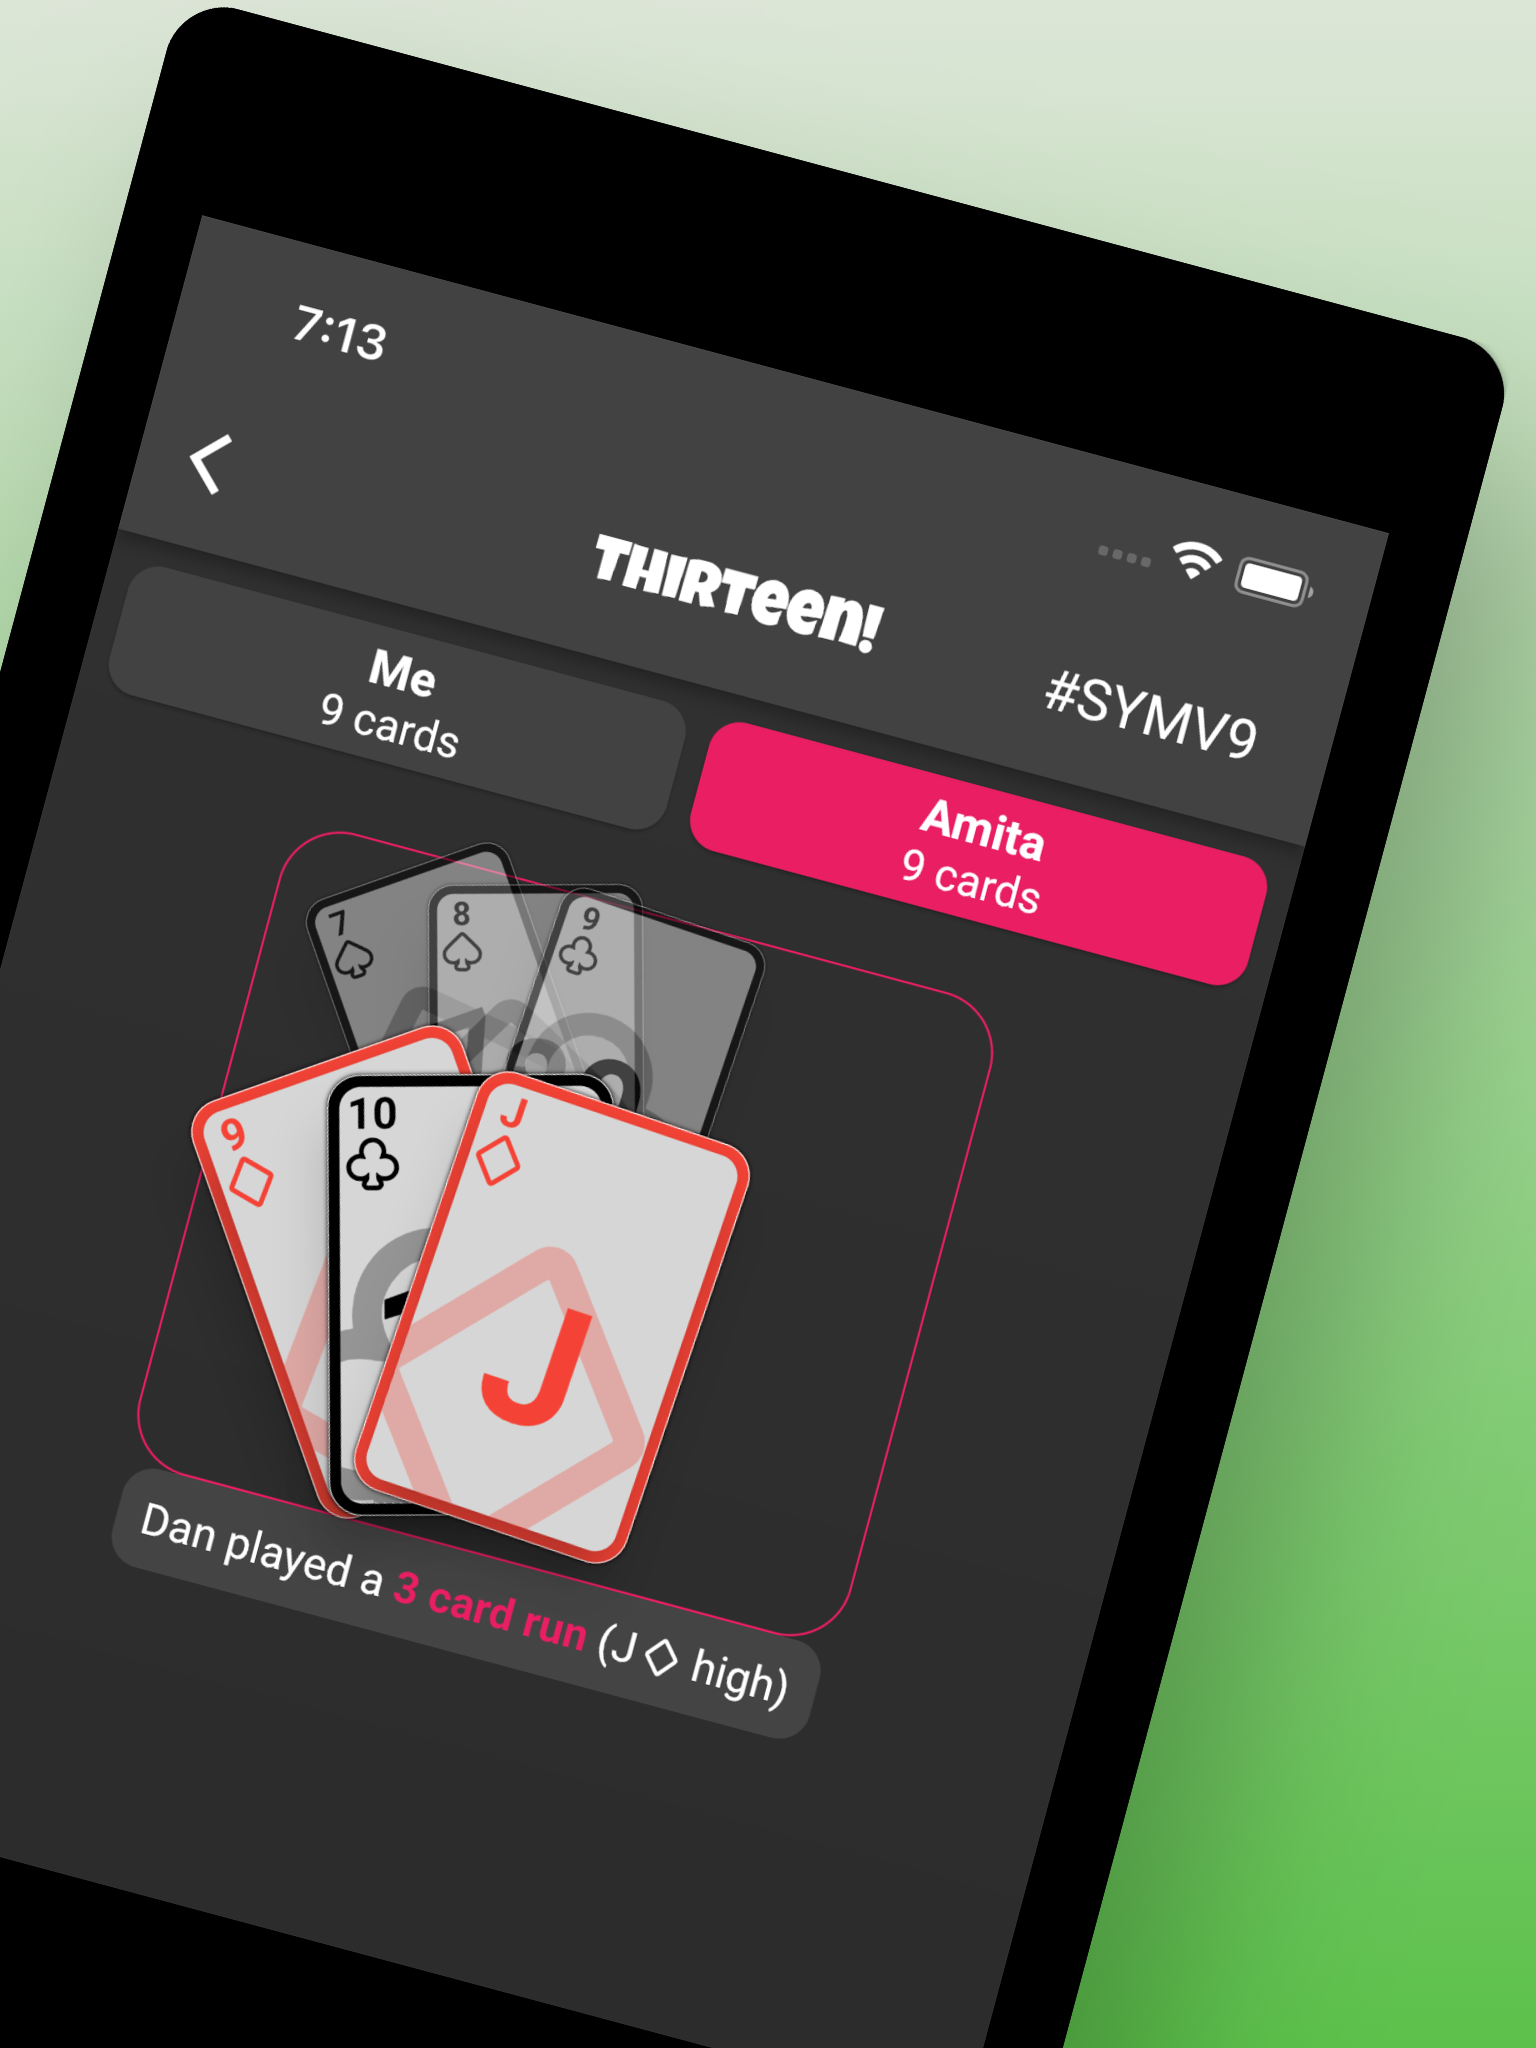 7:13
THIRTeen!
#SYMV9
Me
9 cards
Amita
9 cards
7
8
9
9
10
J
J
Dan played a 3 card run (J♢ high)